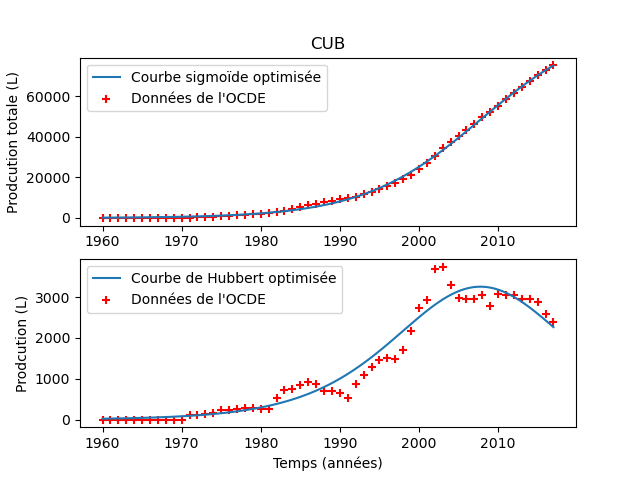 CUB
Prodcution totale (L)
60000
40000
20000
0
Courbe sigmoïde optimisée
Données de l'OCDE
1960 1970 1980 1990 2000 2010
Prodcution (L)
3000
2000
1000
0
Courbe de Hubbert optimisée
Données de l'OCDE
1960 1970 1980 1990 2000 2010
Temps (années)